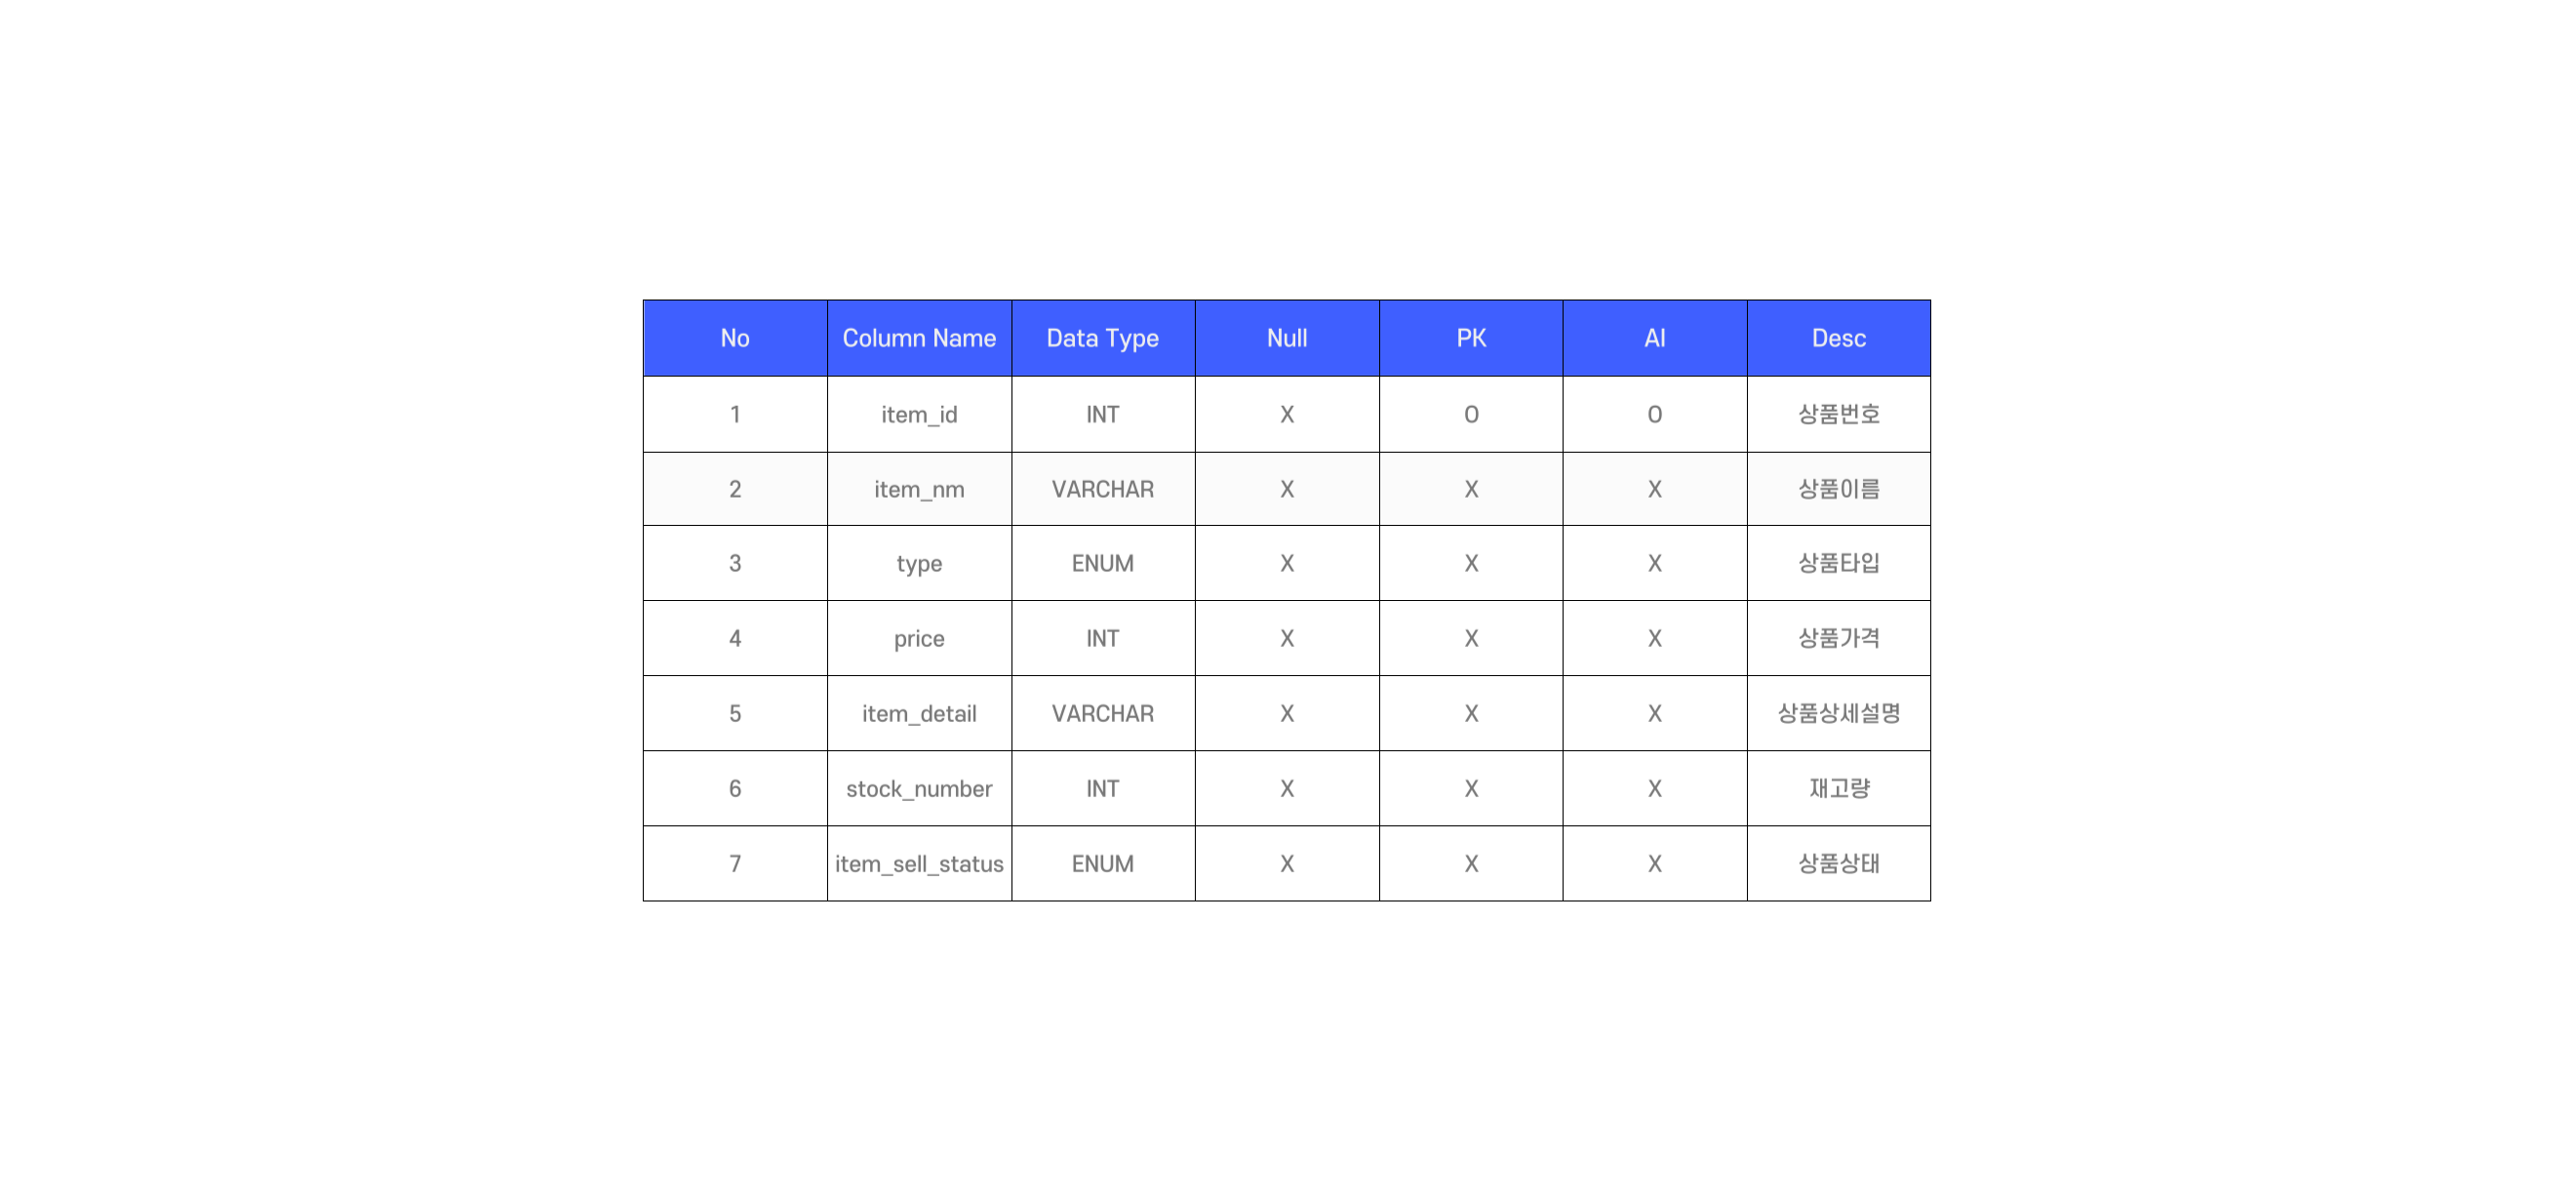 No Column Name Data Type Null PK AI Desc
1 item_id INT X O O 상품번호
2 item_nm VARCHAR X X X 상품이름
3 type ENUM X X X 상품타입
4 price INT X X X 상품가격
5 item_detail VARCHAR X X X 상품상세설명
6 stock_number INT X X X 재고량
7 item_sell_status ENUM X X X 상품상태